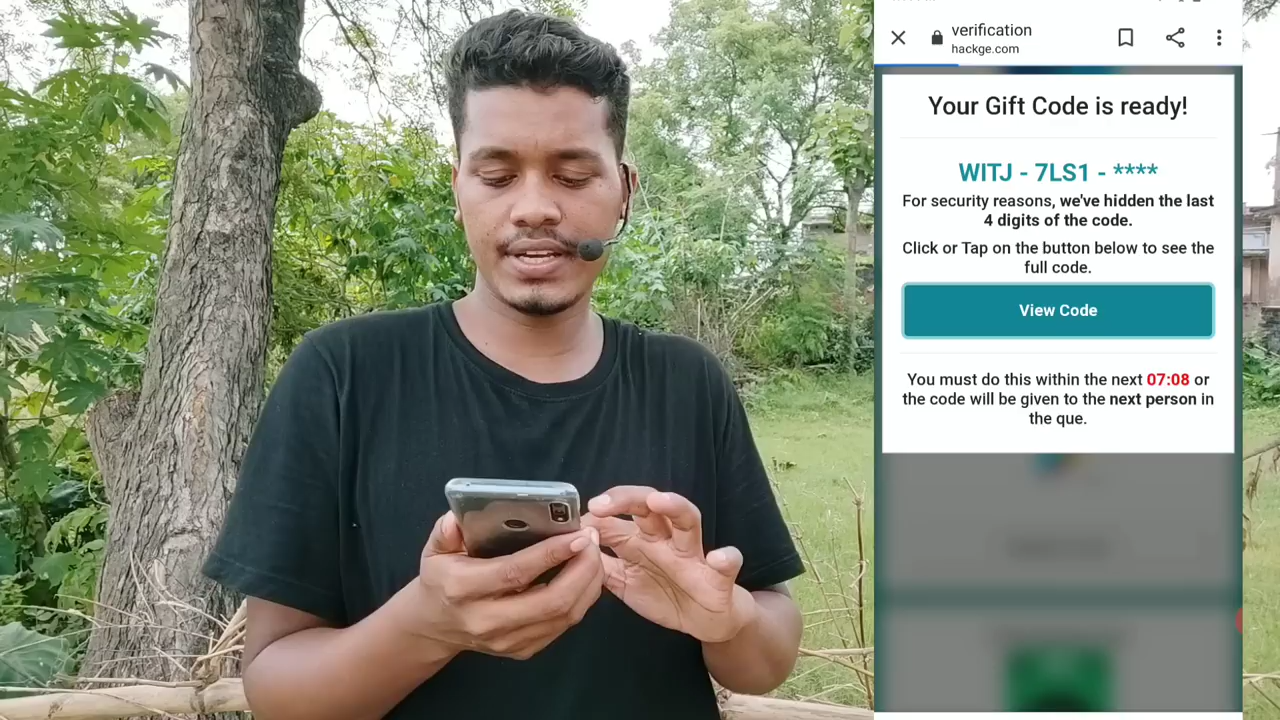 verification
hackge.com
Your Gift Code is ready!
WITJ - 7LS1 - ****
For security reasons, we've hidden the last
4 digits of the code.
Click or Tap on the button below to see the
full code.
View Code
You must do this within the next 07:08 or
the code will be given to the next person in
the que.